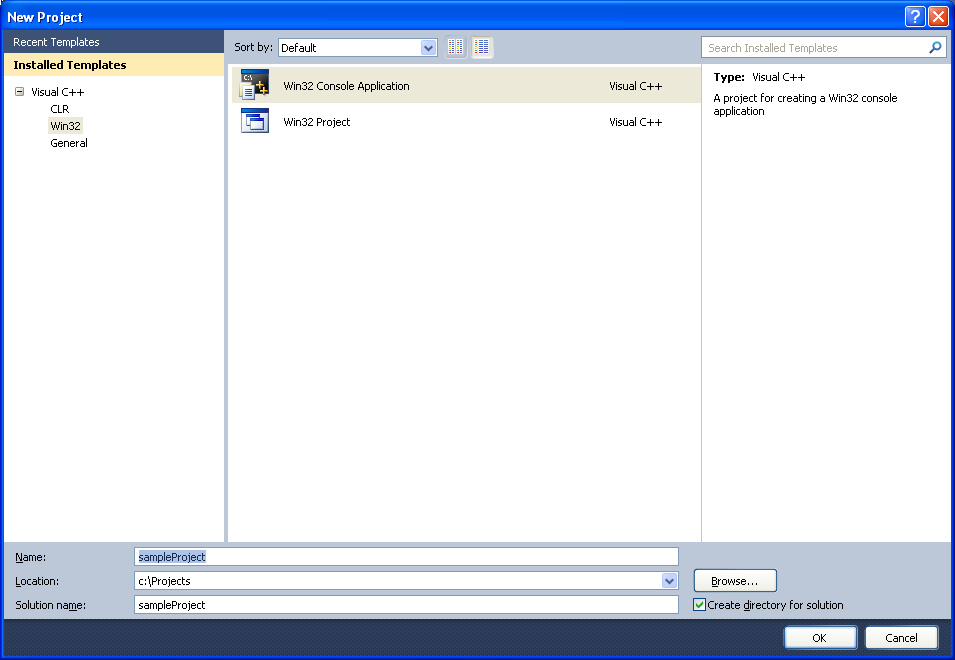 New Project
Recent Templates
Installed Templates
Visual C++
CLR
Win32
General
Sort by: Default
Win32 Console Application Visual C++
Win32 Project Visual C++
Search Installed Templates
Type: Visual C++
A project for creating a Win32 console
application
Name: sampleProject
Location: c:\Projects Browse...
Solution name: sampleProject Create directory for solution
OK Cancel